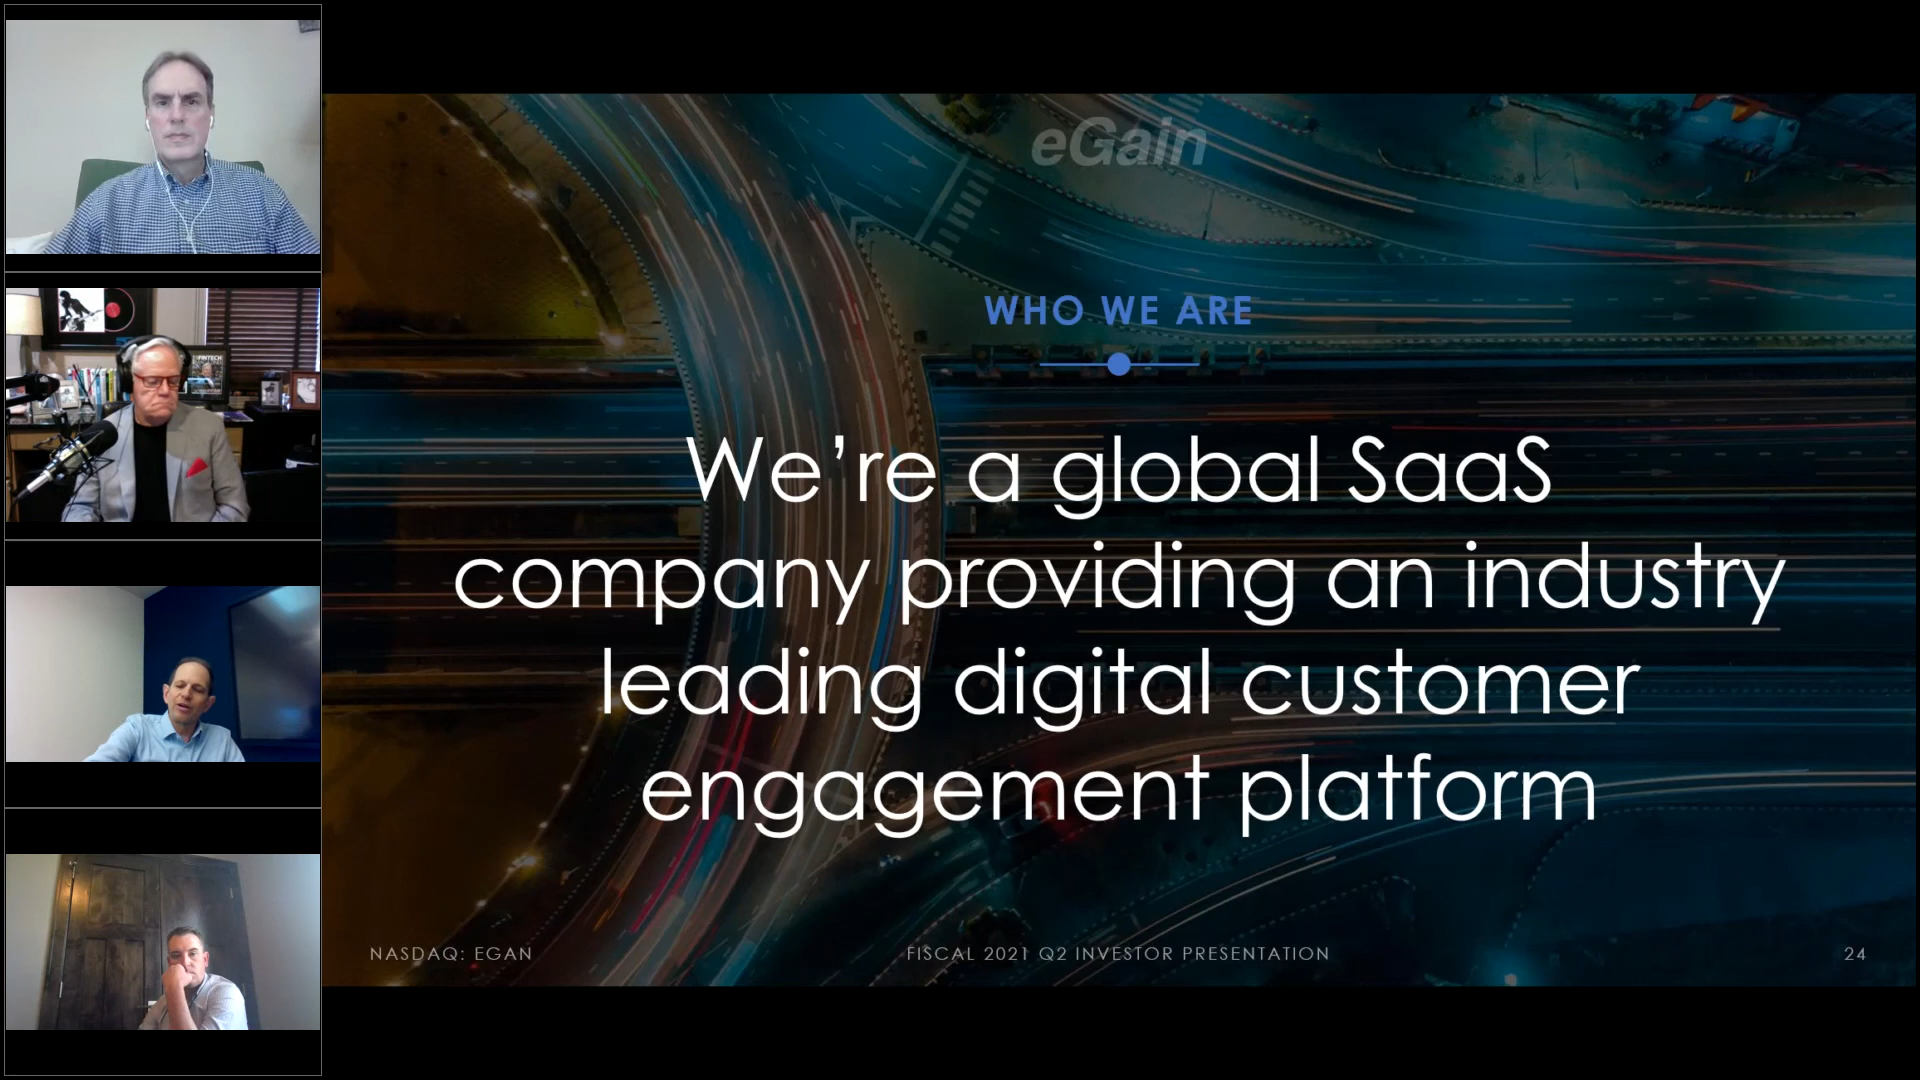 eGain
WHO WE ARE
We’re a global SaaS
company providing an industry
leading digital customer
engagement platform
NASDAQ: EGAN
FISCAL 2021 Q2 INVESTOR PRESENTATION
24
FINTECH